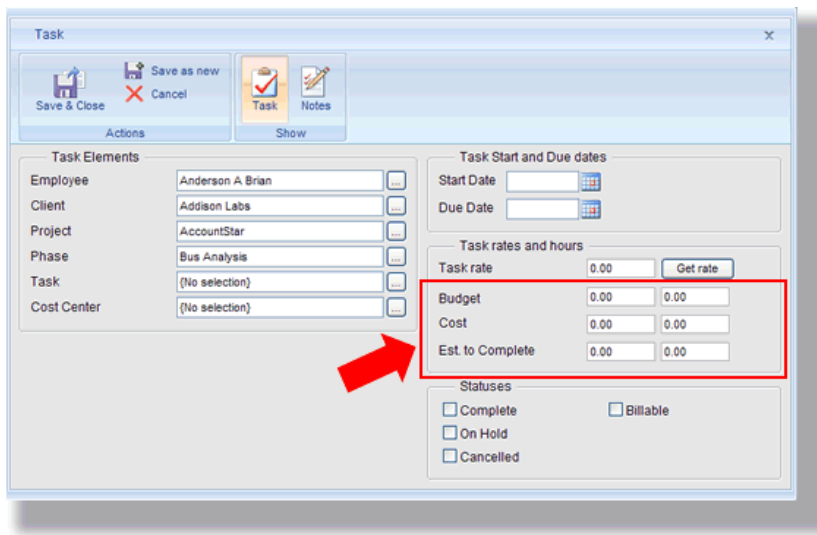 Task
Save & Close
Save as new
Cancel
Actions
Task
Notes
Show
Task Elements
Employee Anderson A Brian ...
Client Addison Labs ...
Project AccountStar ...
Phase Bus Analysis ...
Task {No selection} ...
Cost Center {No selection} ...
Task Start and Due dates
Start Date
Due Date
Task rates and hours
Task rate 0.00 Get rate
Budget 0.00 0.00
Cost 0.00 0.00
Est. to Complete 0.00 0.00
Statuses
Complete Billable
On Hold
Cancelled